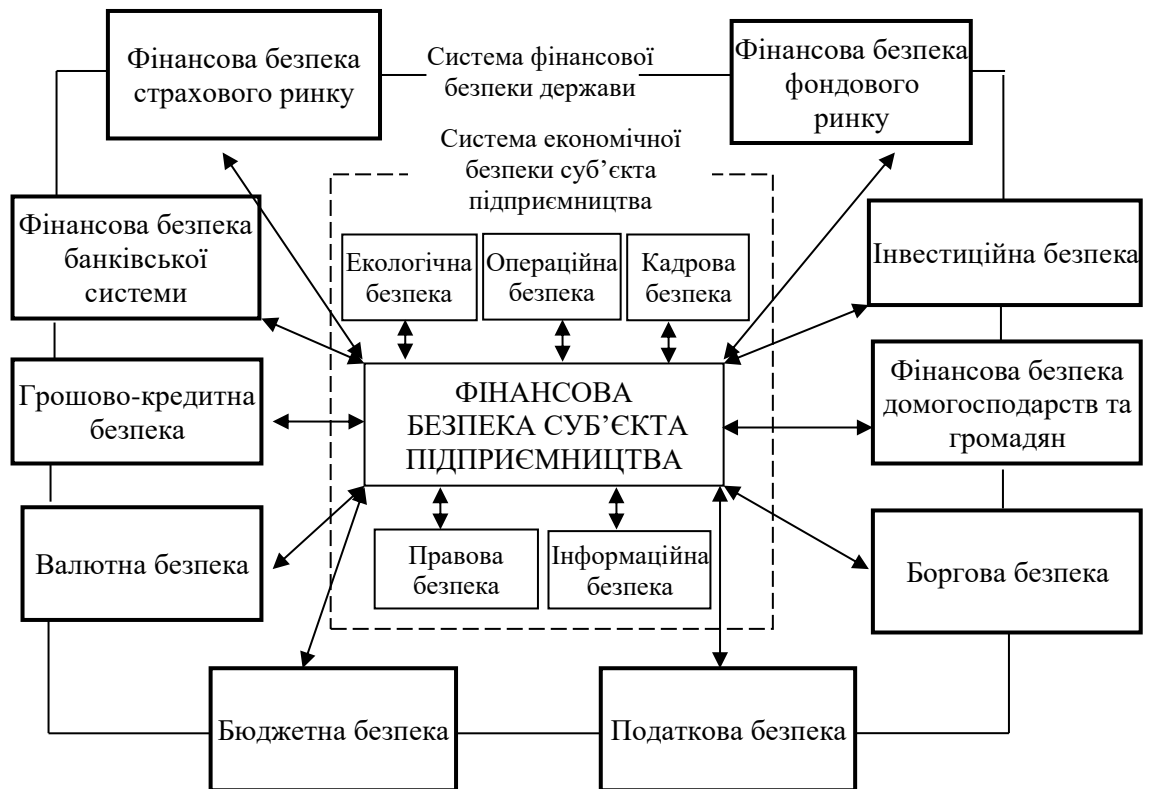 Фінансова безпека
страхового ринку
Система фінансової
безпеки держави
Фінансова безпека
фондового
ринку
Система економічної
безпеки суб’єкта
підприємництва
Фінансова безпека
банківської
системи
Екологічна
безпека
Операційна
безпека
Кадрова
безпека
Інвестиційна безпека
Грошово-кредитна
безпека
ФІНАНСОВА
БЕЗПЕКА СУБ’ЄКТА
ПІДПРИЄМНИЦТВА
Фінансова безпека
домогосподарств та
громадян
Валютна безпека
Правова
безпека
Інформаційна
безпека
Боргова безпека
Бюджетна безпека
Податкова безпека